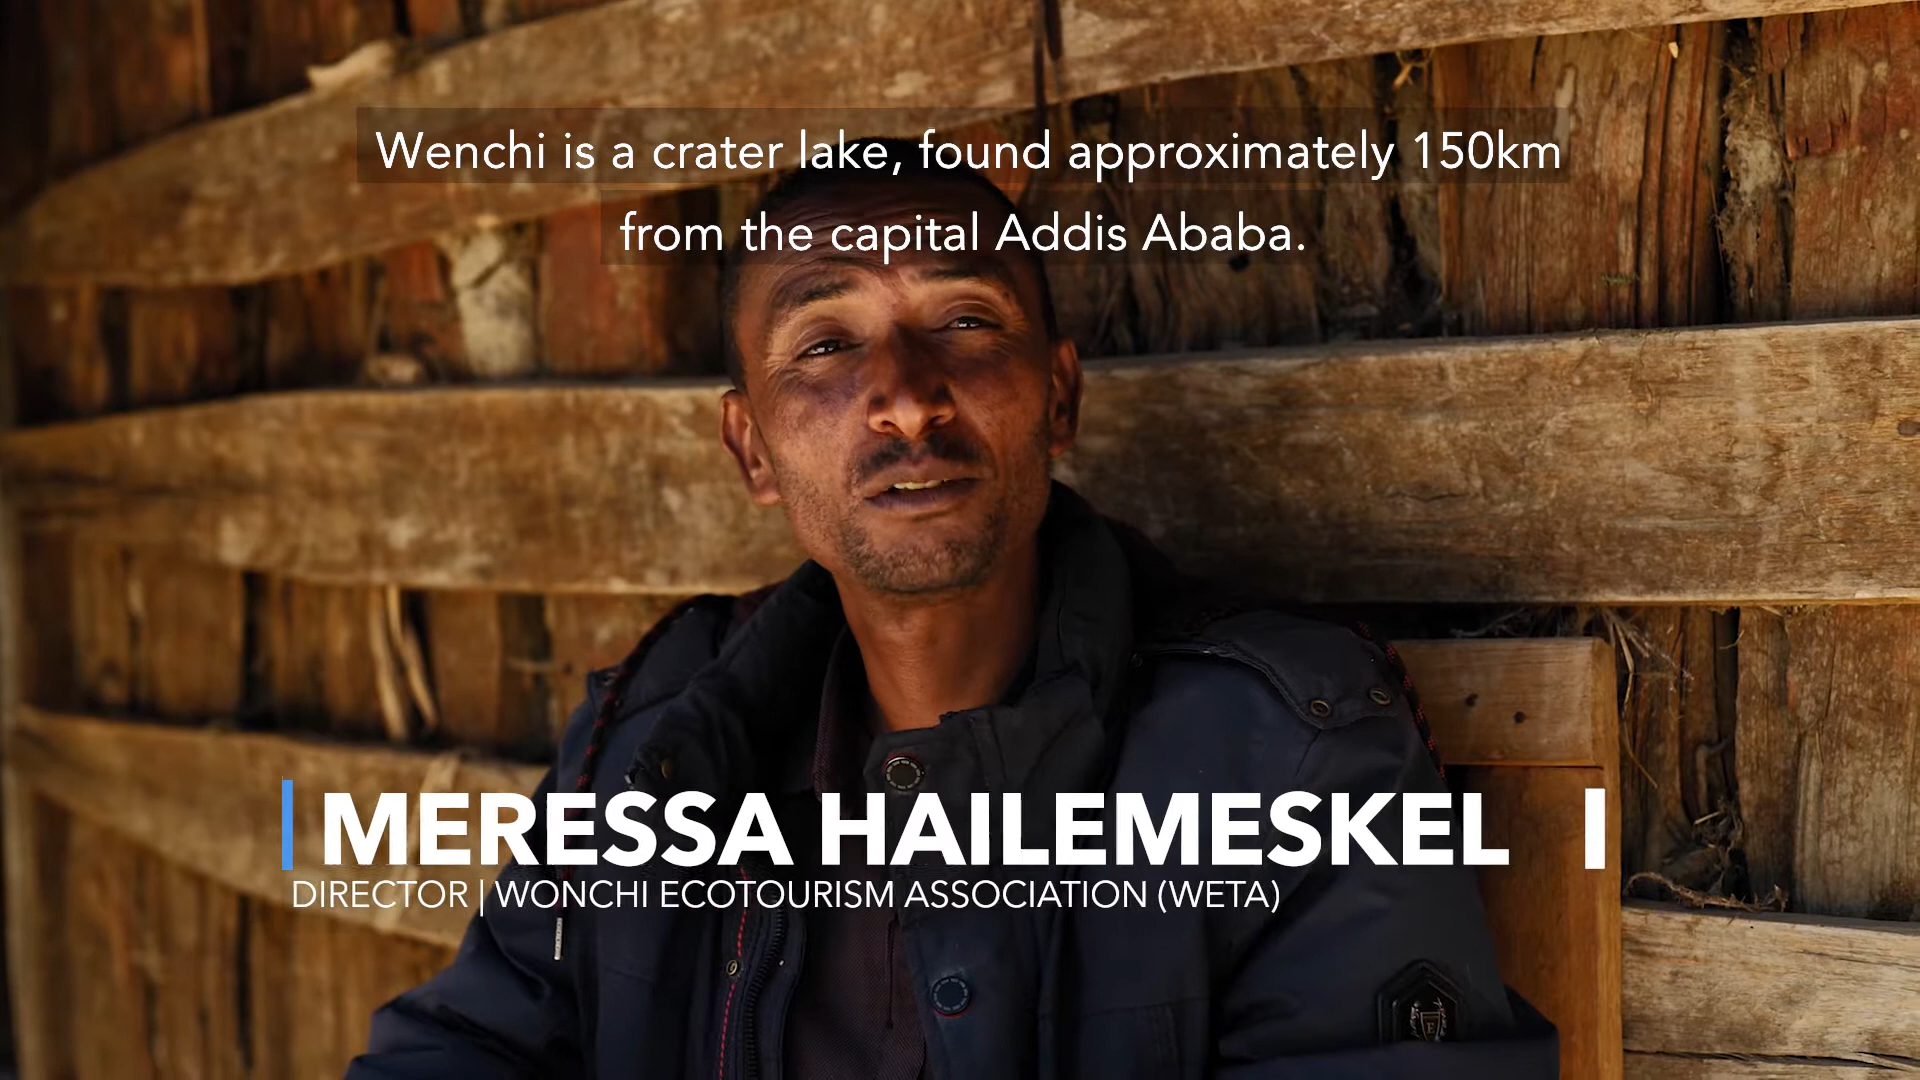 Wenchi is a crater lake, found approximately 150km
from the capital Addis Ababa.
MERESSA HAILEMESKEL
DIRECTOR | WONCHI ECOTOURISM ASSOCIATION (WETA)